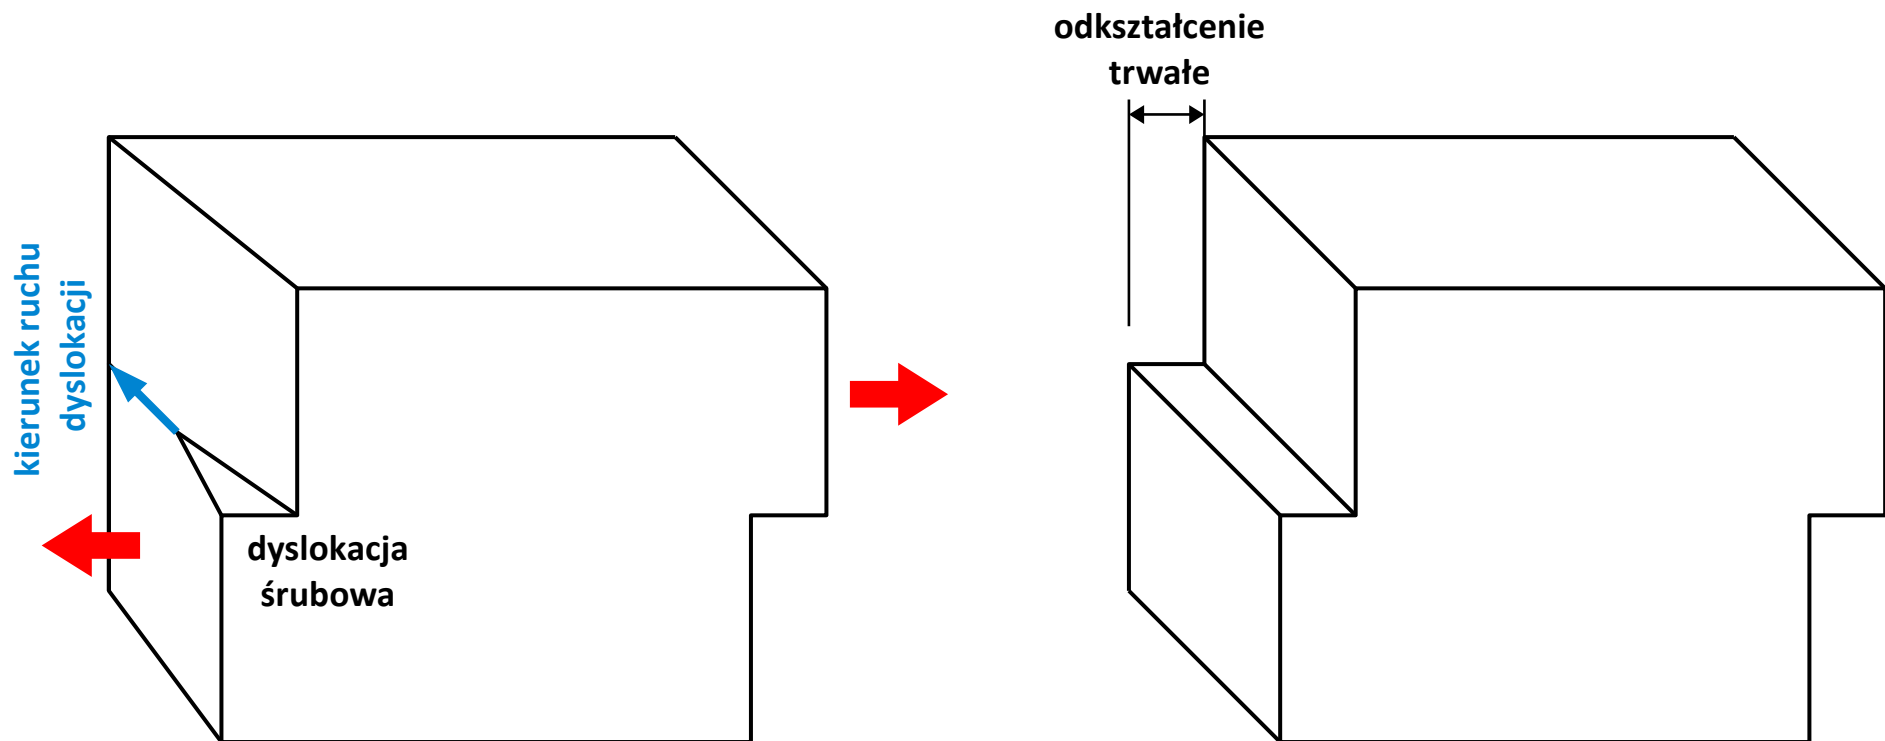 odkształcenie
trwałe
kierunek ruchu
dyslokacji
dyslokacja
śrubowa